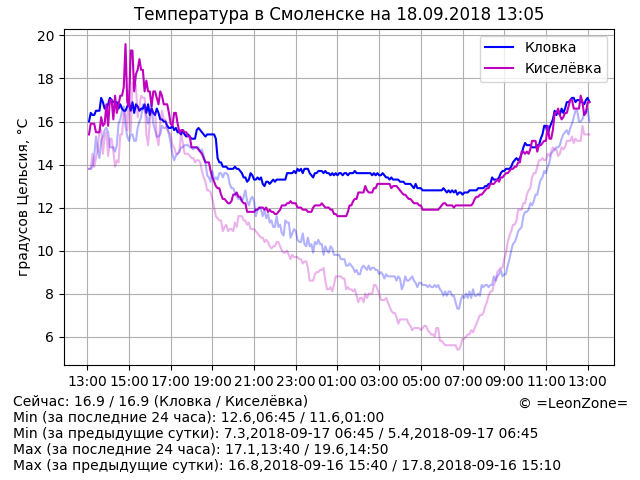 Температура в Смоленске на 18.09.2018 13:05
градусов Цельсия, °C
20
18
16
14
12
10
8
6
Кловка
Киселёвка
13:00 15:00 17:00 19:00 21:00 23:00 01:00 03:00 05:00 07:00 09:00 11:00 13:00
Сейчас: 16.9 / 16.9 (Кловка / Киселёвка)
© =LeonZone=
Min (за последние 24 часа): 12.6,06:45 / 11.6,01:00
Min (за предыдущие сутки): 7.3,2018-09-17 06:45 / 5.4,2018-09-17 06:45
Max (за последние 24 часа): 17.1,13:40 / 19.6,14:50
Max (за предыдущие сутки): 16.8,2018-09-16 15:40 / 17.8,2018-09-16 15:10